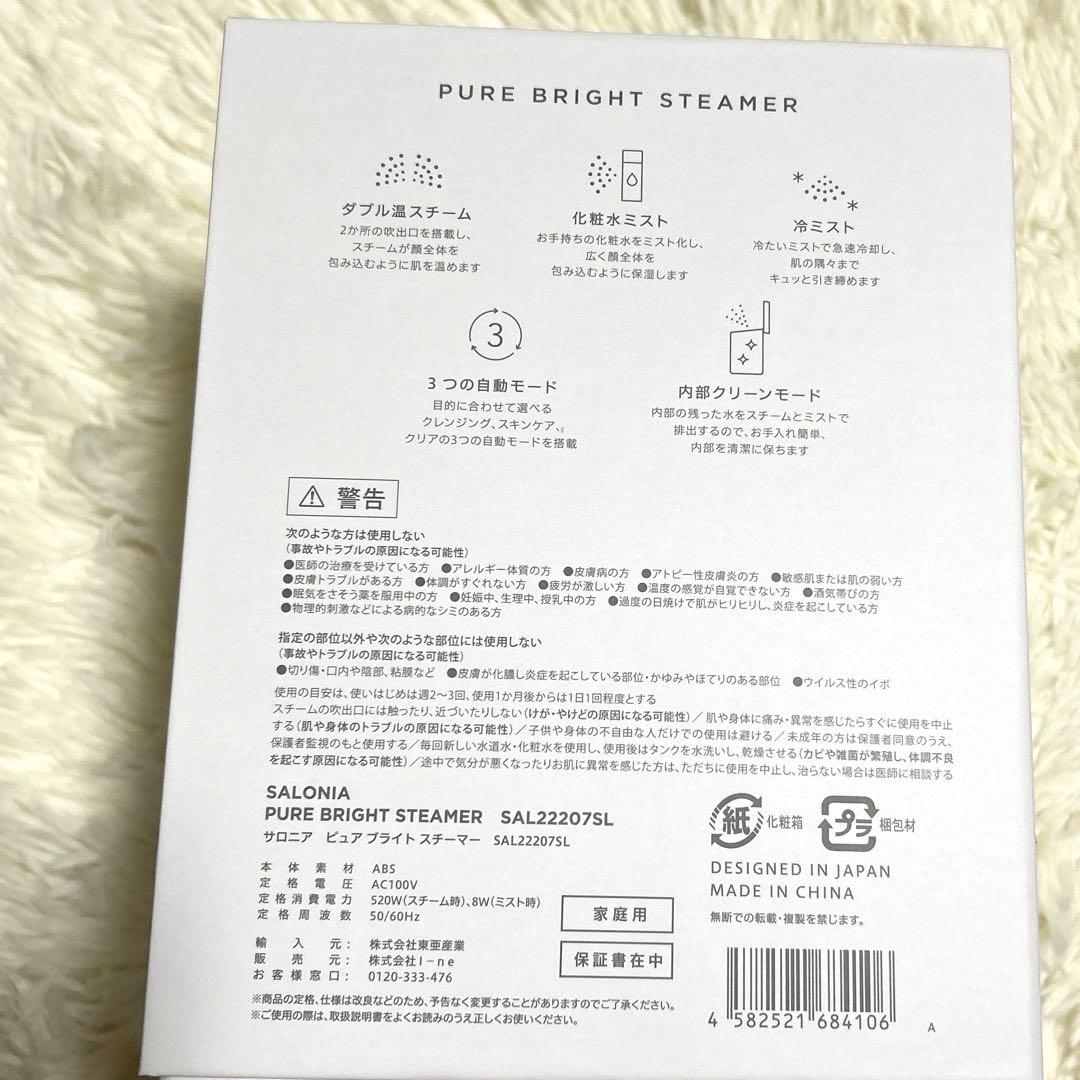 PURE BRIGHT STEAMER
ダブル温スチーム
2か所の吹出口を搭載し、
スチームが顔全体を
包み込むように肌を温めます
化粧水ミスト
お手持ちの化粧水をミスト化し、
広く顔全体を
包み込むように保湿します
冷ミスト
冷たいミストで急速冷却し、
肌の隅々まで
キュッと引き締めます
3
3つの自動モード
目的に合わせて選べる
クレンジング、スキンケア、
クリアの3つの自動モードを搭載
内部クリーンモード
内部の残った水をスチームとミストで
排出するので、お手入れ簡単、
内部を清潔に保ちます
警告
次のような方は使用しない
（事故やトラブルの原因になる可能性）
●医師の治療を受けている方 ●アレルギー体質の方 ●皮膚病の方 ●アトピー性皮膚炎の方 ●敏感肌または肌の弱い方
●皮膚トラブルがある方 ●体調がすぐれない方 ●疲労が激しい方 ●温度の感覚が自覚できない方 ●酒気帯びの方
●眠気をさそう薬を服用中の方 ●妊娠中、生理中、授乳中の方 ●過度の日焼けで肌がヒリヒリし、炎症を起こしている方
●物理的刺激などによる病的なシミのある方
指定の部位以外や次のような部位には使用しない
（事故やトラブルの原因になる可能性）
●切り傷・口内や陰部、粘膜など ●皮膚が化膿し炎症を起こしている部位・かゆみやほてりのある部位 ●ウイルス性のイボ
使用の目安は、使いはじめは週2～3回、使用1か月後からは1日1回程度とする
スチームの吹出口には触ったり、近づいたりしない（けが・やけどの原因になる可能性）／肌や身体に痛み・異常を感じたらすぐに使用を中止
する（肌や身体のトラブルの原因になる可能性）／子供や身体の不自由な人だけでの使用は避ける／未成年の方は保護者同意のうえ、
保護者監視のもと使用する／毎回新しい水道水・化粧水を使用し、使用後はタンクを水洗いし、乾燥させる（カビや雑菌が繁殖し、体調不良
を起こす原因になる可能性）／途中で気分が悪くなったりお肌に異常を感じた方は、ただちに使用を中止し、治らない場合は医師に相談する
SALONIA
PURE BRIGHT STEAMER SAL22207SL
サロニア ピュア ブライト スチーマー SAL22207SL
本体素材 ABS
定格電圧 AC100V
定格消費電力 520W（スチーム時）、8W（ミスト時）
定格周波数 50/60Hz
輸入元： 株式会社東亜産業
販売元： 株式会社I-ne
お客様窓口： 0120-333-476
家庭用
保証書在中
紙 化粧箱
プラ 梱包材
DESIGNED IN JAPAN
MADE IN CHINA
無断での転載・複製を禁じます。
※商品の定格、仕様は改良などのため、予告なく変更することがありますのでご了承ください。
※ご使用の際は、取扱説明書をよくお読みのうえ正しくお使いください。
4 582521 684106
A